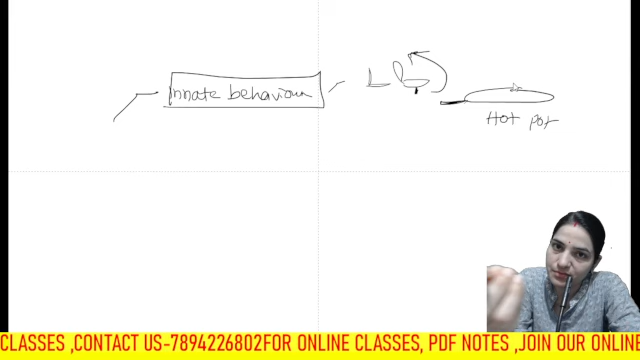 innate behaviour
Hot pot
CLASSES ,CONTACT US-7894226802FOR ONLINE CLASSES, PDF NOTES ,JOIN OUR ONLINE